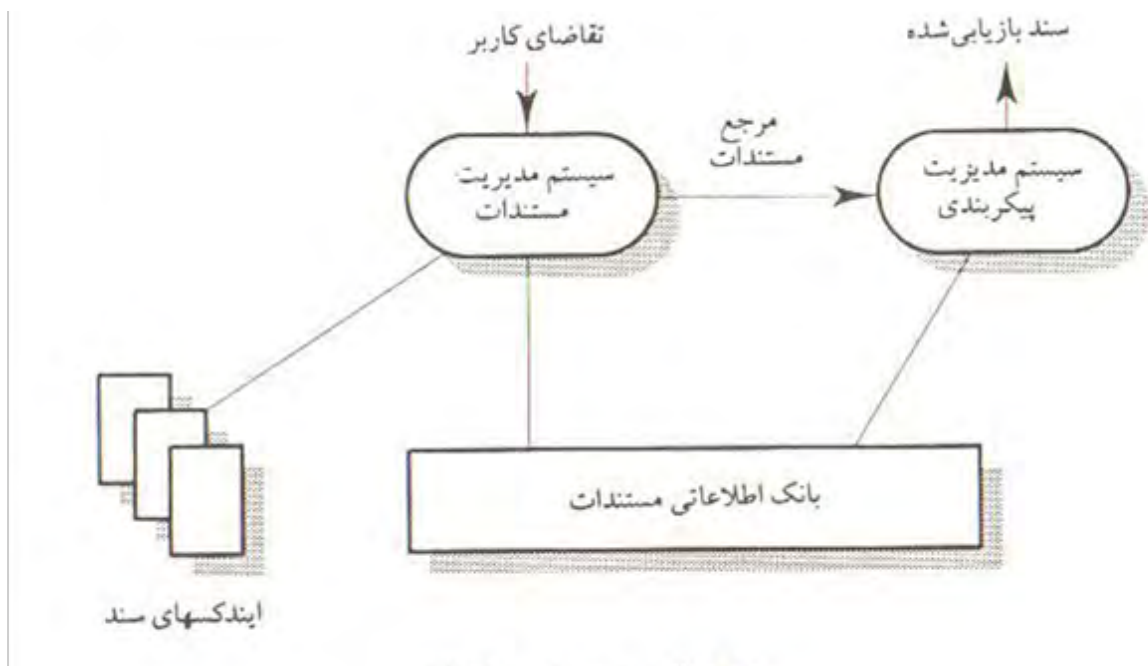 تقاضای کاربر
سند بازیابی‌شده
مرجع
مستندات
سیستم مدیریت
مستندات
سیستم مدیریت
پیکربندی
بانک اطلاعاتی مستندات
ایندکسهای سند